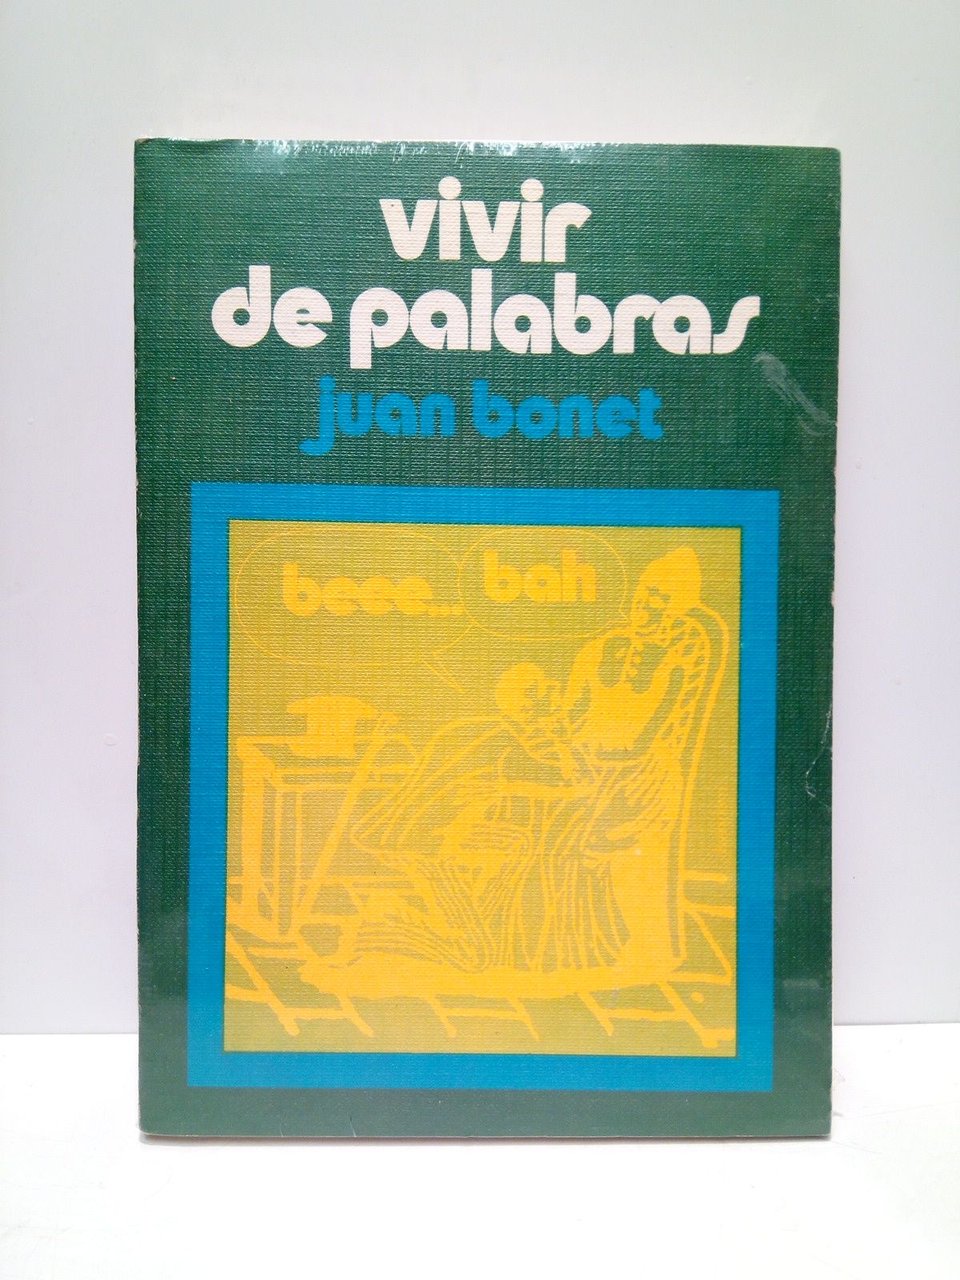 vivir
de palabras
juan bonet
beee... bah